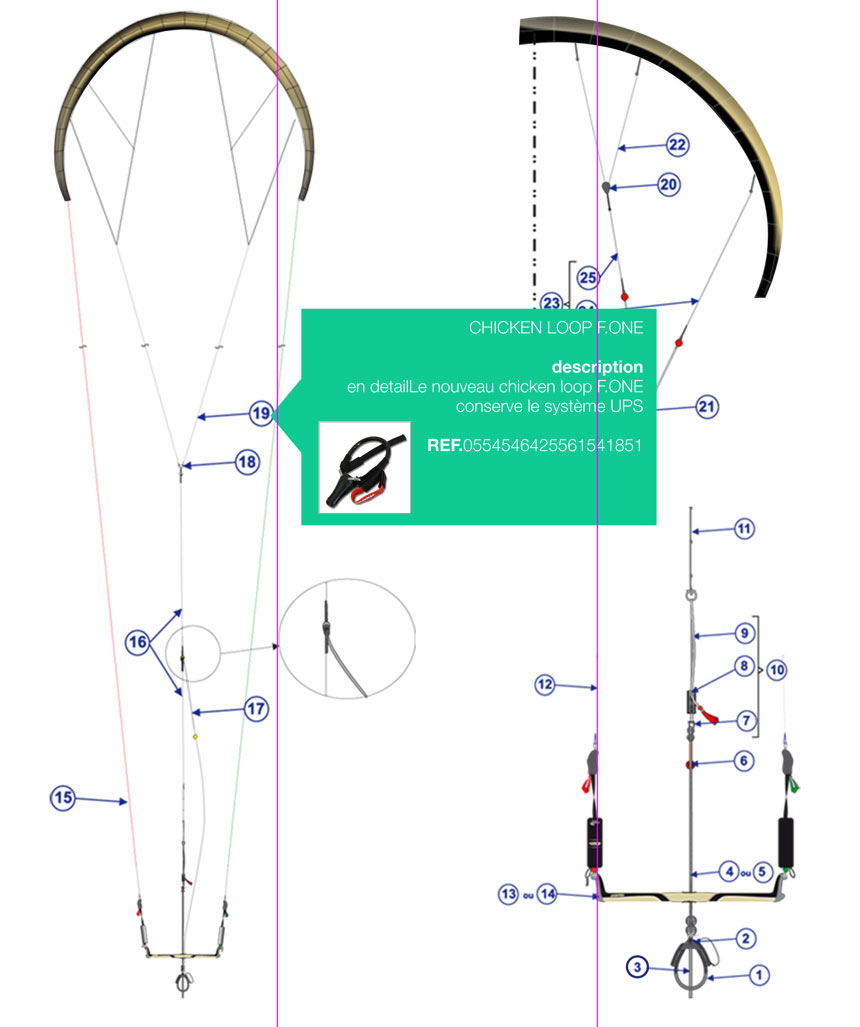 22
20
25
23
CHICKEN LOOP F.ONE
description
en detailLe nouveau chicken loop F.ONE
conserve le système UPS
REF.0554546425561541851
19
21
18
11
16
9
8
10
12
17
7
6
15
4 ou 5
13 ou 14
2
3
1